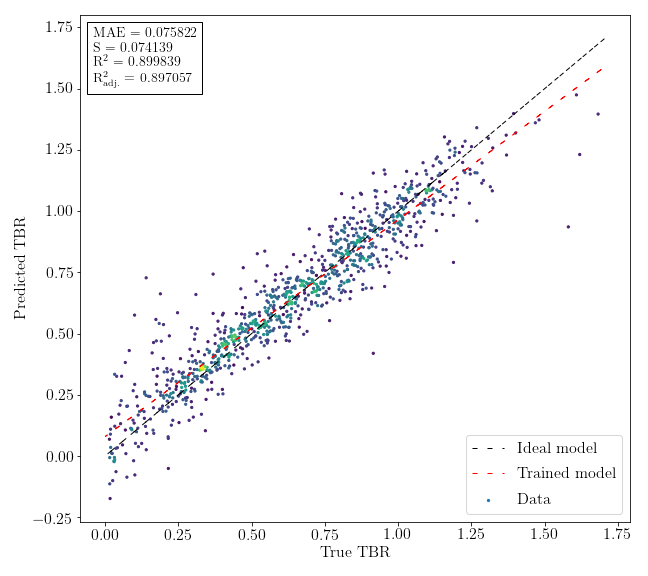 MAE = 0.075822
S = 0.074139
R² = 0.899839
R²adj. = 0.897057
1.75
1.50
1.25
1.00
0.75
0.50
0.25
0.00
−0.25
Predicted TBR
Ideal model
Trained model
Data
0.00 0.25 0.50 0.75 1.00 1.25 1.50 1.75
True TBR